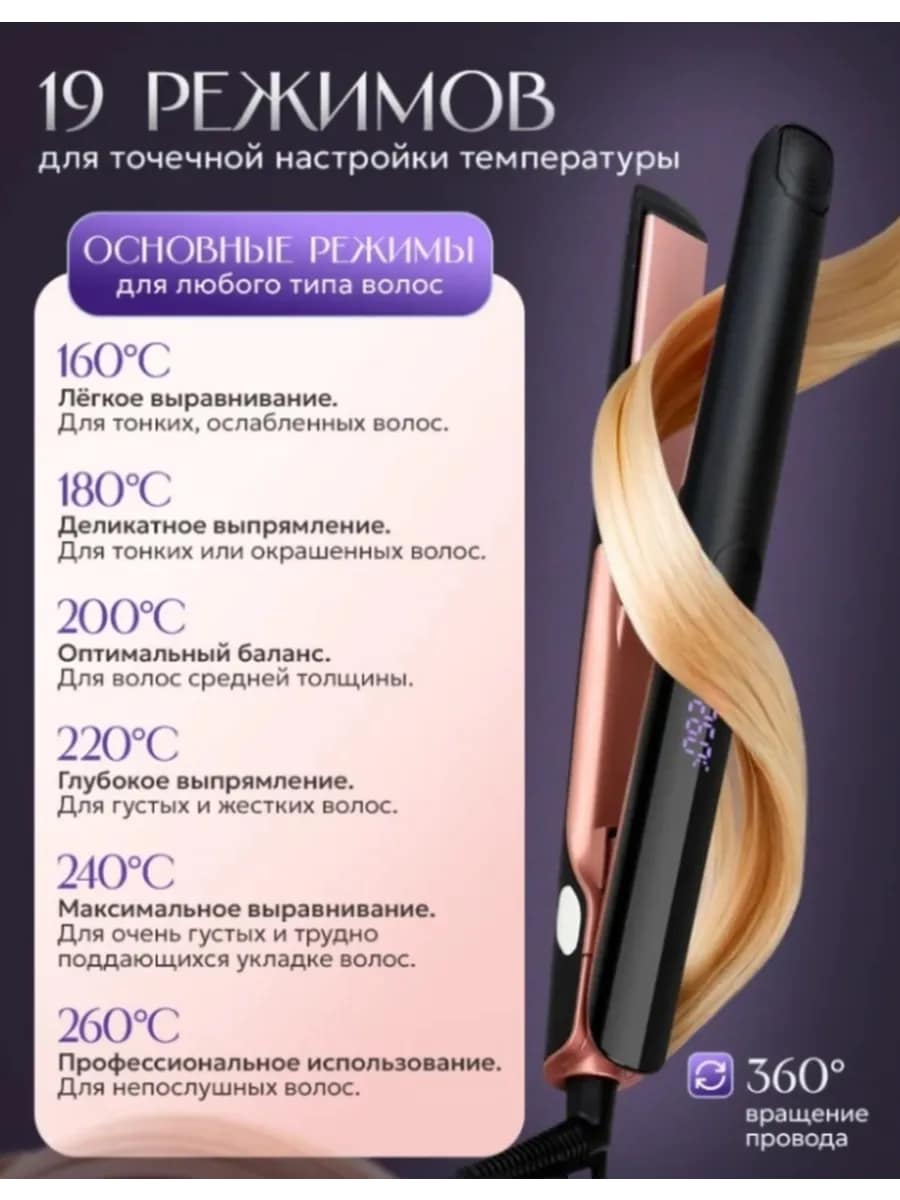 19 РЕЖИМОВ
для точечной настройки температуры
ОСНОВНЫЕ РЕЖИМЫ
для любого типа волос
160°C
Лёгкое выравнивание.
Для тонких, ослабленных волос.
180°C
Деликатное выпрямление.
Для тонких или окрашенных волос.
200°C
Оптимальный баланс.
Для волос средней толщины.
220°C
Глубокое выпрямление.
Для густых и жестких волос.
240°C
Максимальное выравнивание.
Для очень густых и трудно
поддающихся укладке волос.
260°C
Профессиональное использование.
Для непослушных волос.
360°
вращение
провода